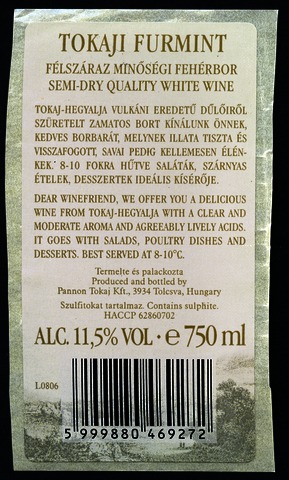 TOKAJI FURMINT
FÉLSZÁRAZ MINŐSÉGI FEHÉRBOR
SEMI-DRY QUALITY WHITE WINE
TOKAJ-HEGYALJA VULKÁNI EREDETŰ DŰLŐIRŐL
SZÜRETELT ZAMATOS BORT KÍNÁLUNK ÖNNEK,
KEDVES BORBARÁT, MELYNEK ILLATA TISZTA ÉS
VISSZAFOGOTT, SAVAI PEDIG KELLEMESEN ÉLÉN-
KEK. 8-10 FOKRA HŰTVE SALÁTÁK, SZÁRNYAS
ÉTELEK, DESSZERTEK IDEÁLIS KÍSÉRŐJE.
DEAR WINEFRIEND, WE OFFER YOU A DELICIOUS
WINE FROM TOKAJ-HEGYALJA WITH A CLEAR AND
MODERATE AROMA AND AGREEABLY LIVELY ACIDS.
IT GOES WITH SALADS, POULTRY DISHES AND
DESSERTS. BEST SERVED AT 8-10°C.
Termelte és palackozta
Produced and bottled by
Pannon Tokaj Kft., 3934 Tolcsva, Hungary
Szulfitokat tartalmaz. Contains sulphite.
HACCP 62860702
ALC. 11,5% VOL · e 750 ml
L0806
5 999880 469272